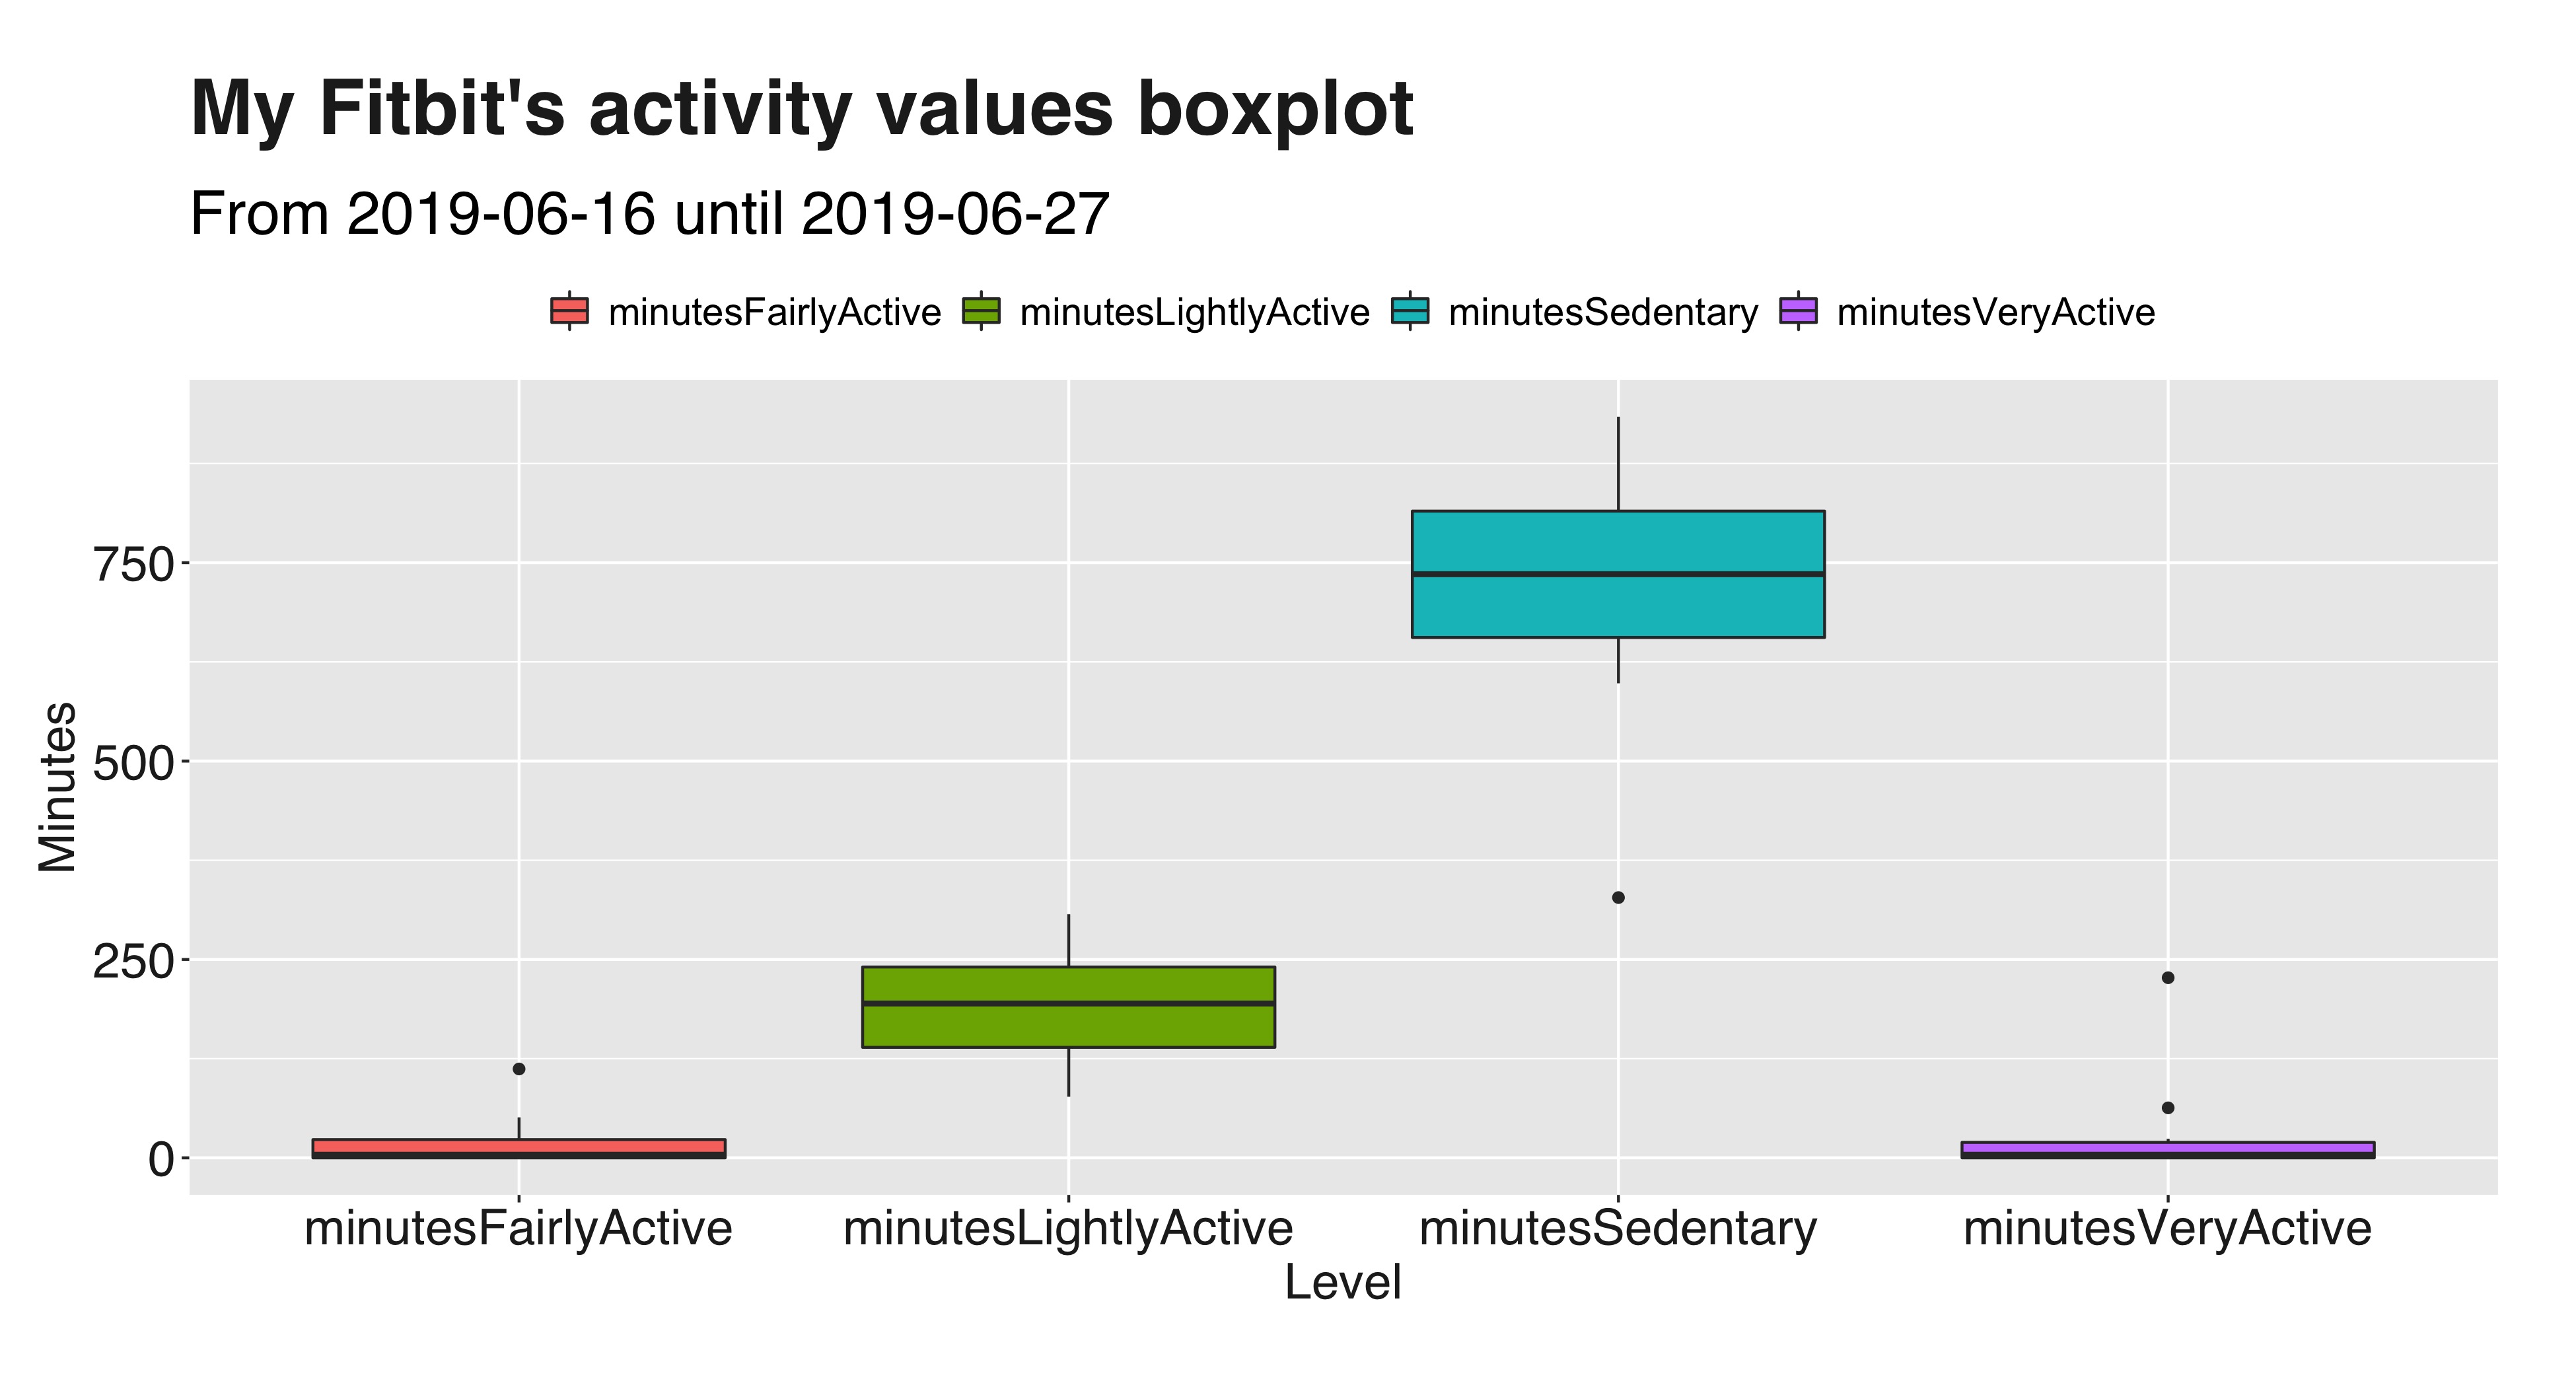 My Fitbit's activity values boxplot
From 2019-06-16 until 2019-06-27
minutesFairlyActive minutesLightlyActive minutesSedentary minutesVeryActive
Minutes
750
500
250
0
minutesFairlyActive minutesLightlyActive minutesSedentary minutesVeryActive
Level